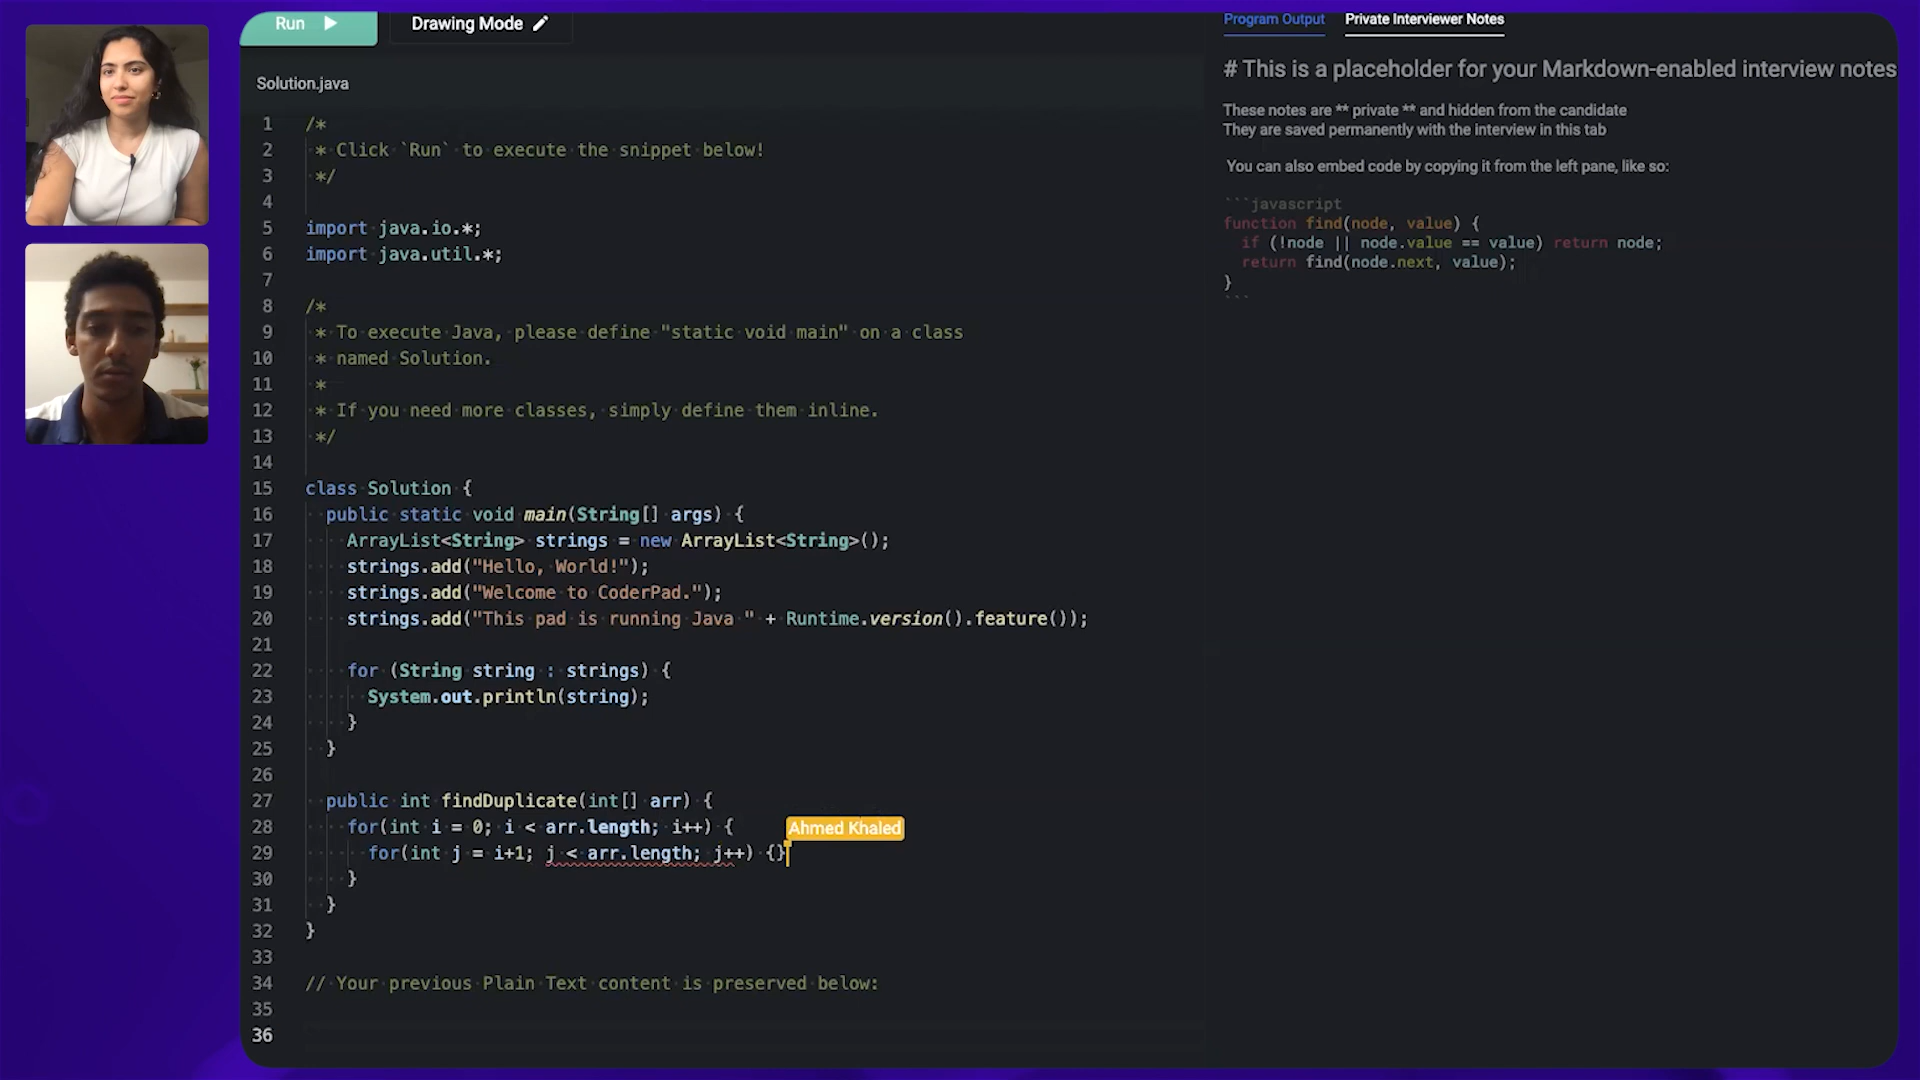 Run
Drawing Mode
Program Output
Private Interviewer Notes
Solution.java
1 /*
2 * Click `Run` to execute the snippet below!
3 */
4
5 import java.io.*;
6 import java.util.*;
7
8 /*
9 * To execute Java, please define "static void main" on a class
10 * named Solution.
11 *
12 * If you need more classes, simply define them inline.
13 */
14
15 class Solution {
16 public static void main(String[] args) {
17 ArrayList<String> strings = new ArrayList<String>();
18 strings.add("Hello, World!");
19 strings.add("Welcome to CoderPad.");
20 strings.add("This pad is running Java " + Runtime.version().feature());
21
22 for (String string : strings) {
23 System.out.println(string);
24 }
25 }
26
27 public int findDuplicate(int[] arr) {
28 for(int i = 0; i < arr.length; i++) {
Ahmed Khaled
29 for(int j = i+1; j < arr.length; j++) {}
30 }
31 }
32 }
33
34 // Your previous Plain Text content is preserved below:
35
36
# This is a placeholder for your Markdown-enabled interview notes
These notes are ** private ** and hidden from the candidate
They are saved permanently with the interview in this tab
You can also embed code by copying it from the left pane, like so:
```javascript
function find(node, value) {
if (!node || node.value == value) return node;
return find(node.next, value);
}
```